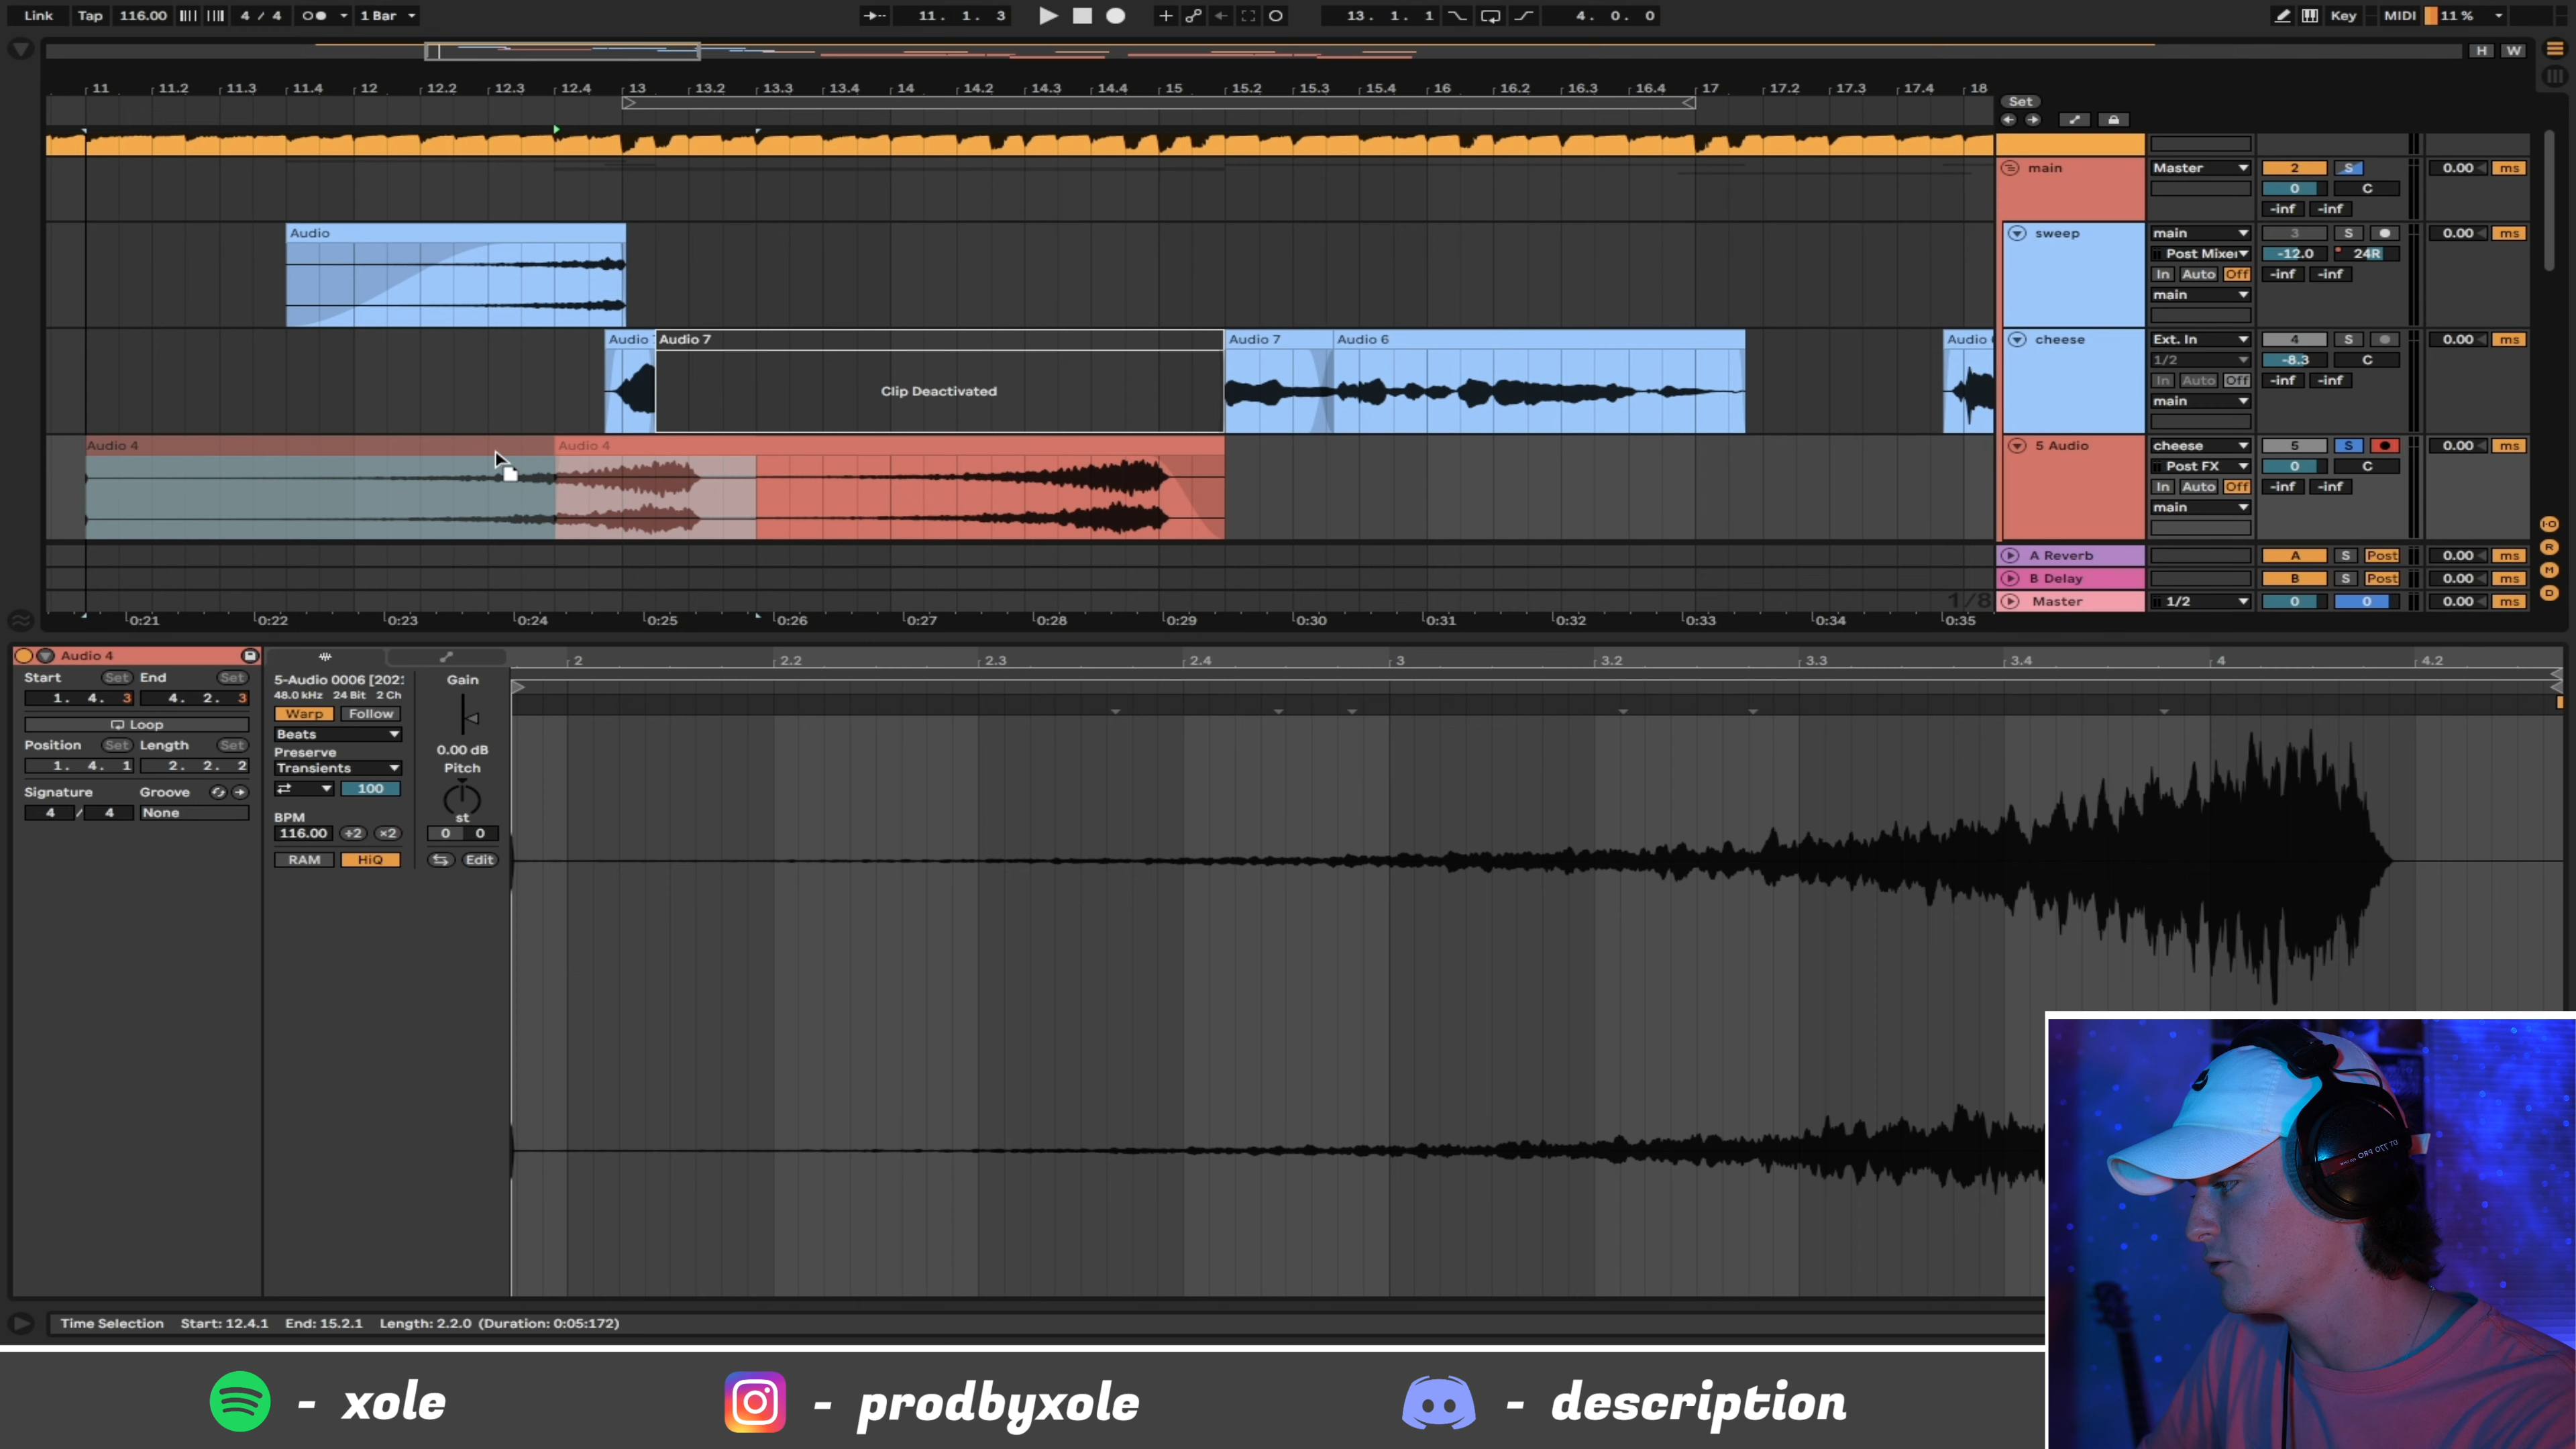 Link Tap 116.00 4 / 4 1 Bar 11. 1. 3 13. 1. 1 4. 0. 0 Key MIDI 11 %
H W
11 11.2 11.3 11.4 12 12.2 12.3 12.4 13 13.2 13.3 13.4 14 14.2 14.3 14.4 15 15.2 15.3 15.4 16 16.2 16.3 16.4 17 17.2 17.3 17.4 18
Set
main Master 2 S 0.00 ms
0 C
-inf -inf
Audio sweep main 3 S 0.00 ms
Post Mixer -12.0 24R
In Auto Off -inf -inf
main
Audio Audio 7 Audio 7 Audio 6 Audio cheese Ext. In 4 S 0.00 ms
1/2 -8.3 C
In Auto Off -inf -inf
Clip Deactivated
main
Audio 4 Audio 4 5 Audio cheese 5 S 0.00 ms
Post FX 0 C
In Auto Off -inf -inf
main
A Reverb A S Post 0.00 ms
B Delay B S Post 0.00 ms
1/8 Master 1/2 0 0 0.00 ms
I·O
R
M
D
0:21 0:22 0:23 0:24 0:25 0:26 0:27 0:28 0:29 0:30 0:31 0:32 0:33 0:34 0:35
Audio 4
Start Set End Set
1. 4. 3 4. 2. 3
Loop
Position Set Length Set
1. 4. 1 2. 2. 2
Signature Groove
4 / 4 None
5-Audio 0006 [202
48.0 kHz 24 Bit 2 Ch
Warp Follow
Beats
Preserve
Transients
100
BPM
116.00 ÷2 ×2
RAM HiQ
Gain
0.00 dB
Pitch
st
0 0
Edit
2 2.2 2.3 2.4 3 3.2 3.3 3.4 4 4.2
Time Selection Start: 12.4.1 End: 15.2.1 Length: 2.2.0 (Duration: 0:05:172)
DT 770 PRO
- xole - prodbyxole - description